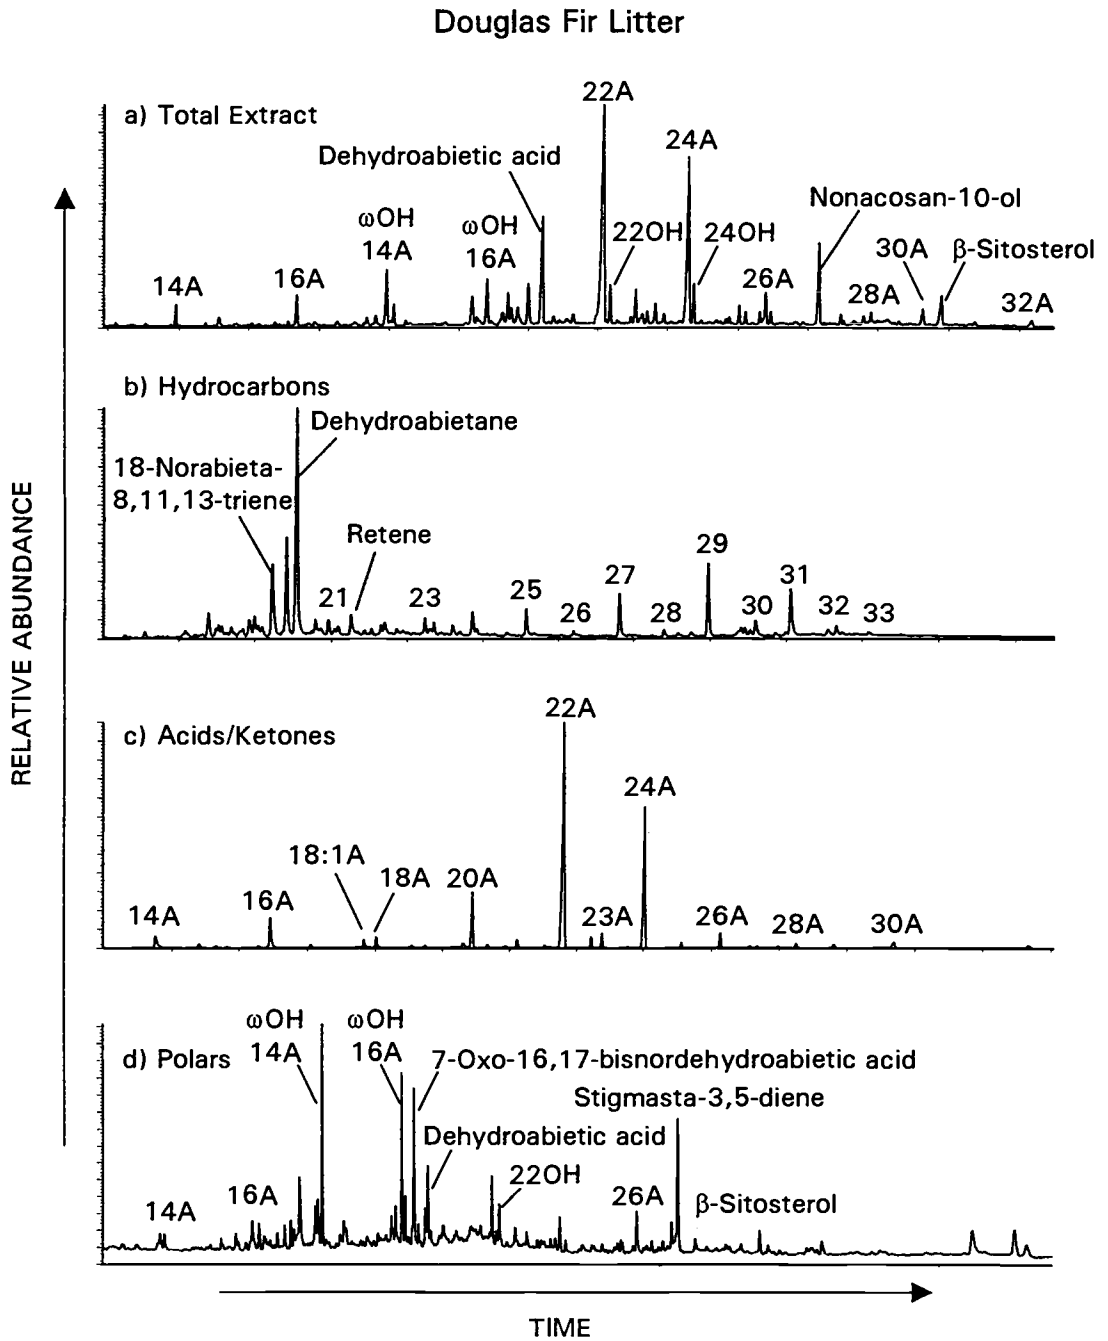 Douglas Fir Litter
a) Total Extract
22A
24A
Dehydroabietic acid
Nonacosan-10-ol
ωOH
14A
ωOH
16A
22OH
24OH
30A
β-Sitosterol
14A
16A
26A
28A
32A
b) Hydrocarbons
Dehydroabietane
18-Norabieta-
8,11,13-triene
Retene
21
23
25
26
27
28
29
30
31
32
33
RELATIVE ABUNDANCE
c) Acids/Ketones
22A
24A
18:1A
18A
20A
14A
16A
23A
26A
28A
30A
d) Polars
ωOH
14A
ωOH
16A
7-Oxo-16,17-bisnordehydroabietic acid
Stigmasta-3,5-diene
Dehydroabietic acid
22OH
14A
16A
26A
β-Sitosterol
TIME